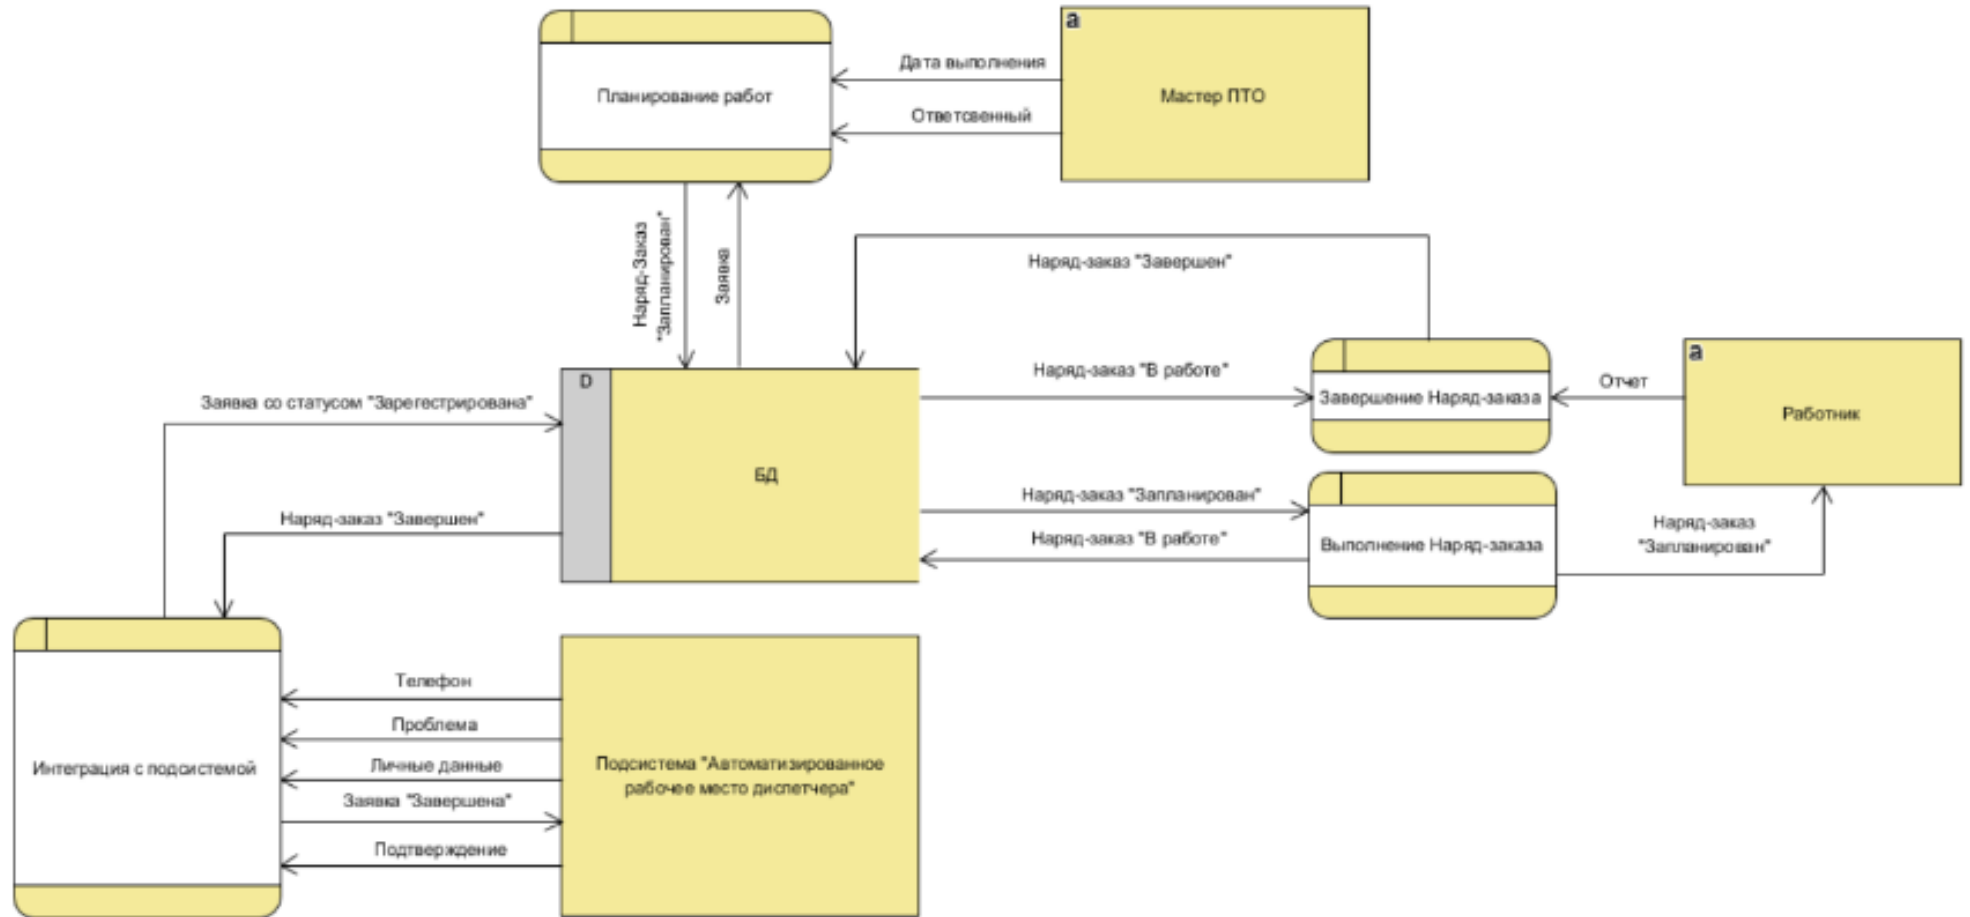 a
Дата выполнения
Планирование работ
Мастер ПТО
Ответсвенный
Наряд-Заказ
"Запланирован"
Заявка
Наряд-заказ "Завершен"
Наряд-заказ "В работе"
a
Отчет
D
Завершение Наряд-заказа
Заявка со статусом "Зарегестрирована"
Работник
БД
Наряд-заказ "Запланирован"
Наряд-заказ "Завершен"
Наряд-заказ
"Запланирован"
Наряд-заказ "В работе"
Выполнение Наряд-заказа
Телефон
Проблема
Личные данные
Интеграция с подсистемой
Подсистема "Автоматизированное
рабочее место диспетчера"
Заявка "Завершена"
Подтверждение